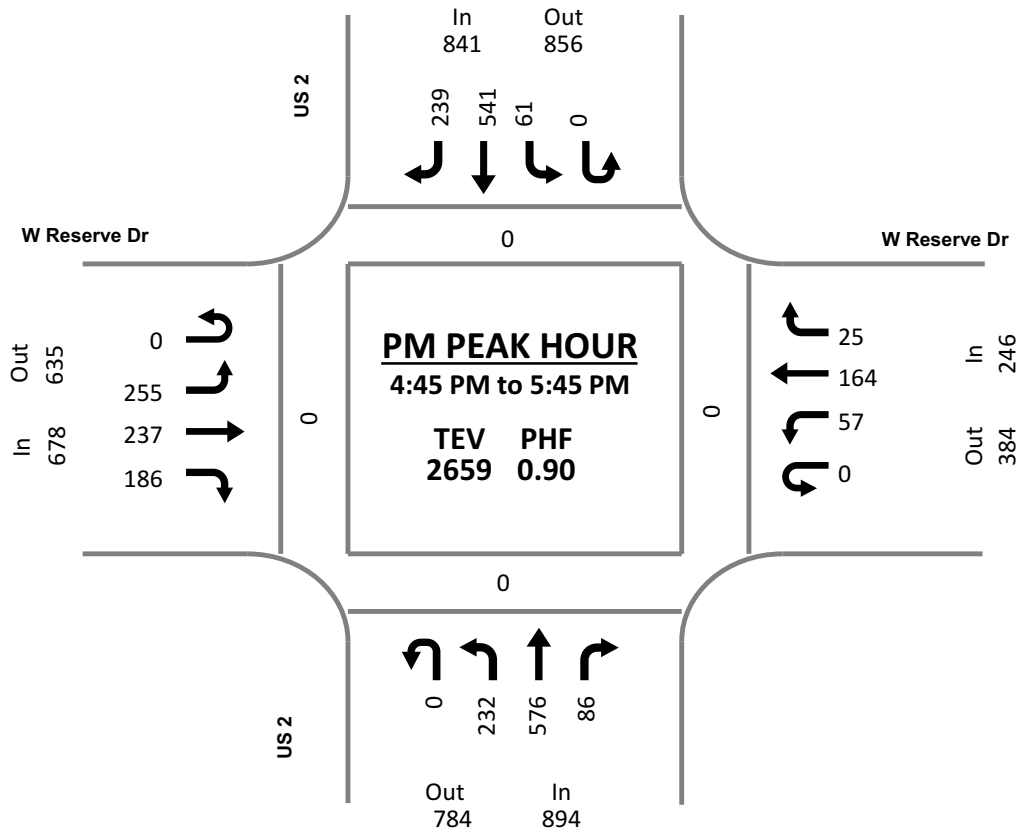 In Out
841 856
US 2
239 541 61 0
W Reserve Dr
0
W Reserve Dr
Out 635
In 678
0
255
237
186
0
PM PEAK HOUR
4:45 PM to 5:45 PM
TEV PHF
2659 0.90
0
25
164
57
0
In 246
Out 384
0
0 232 576 86
US 2
Out In
784 894